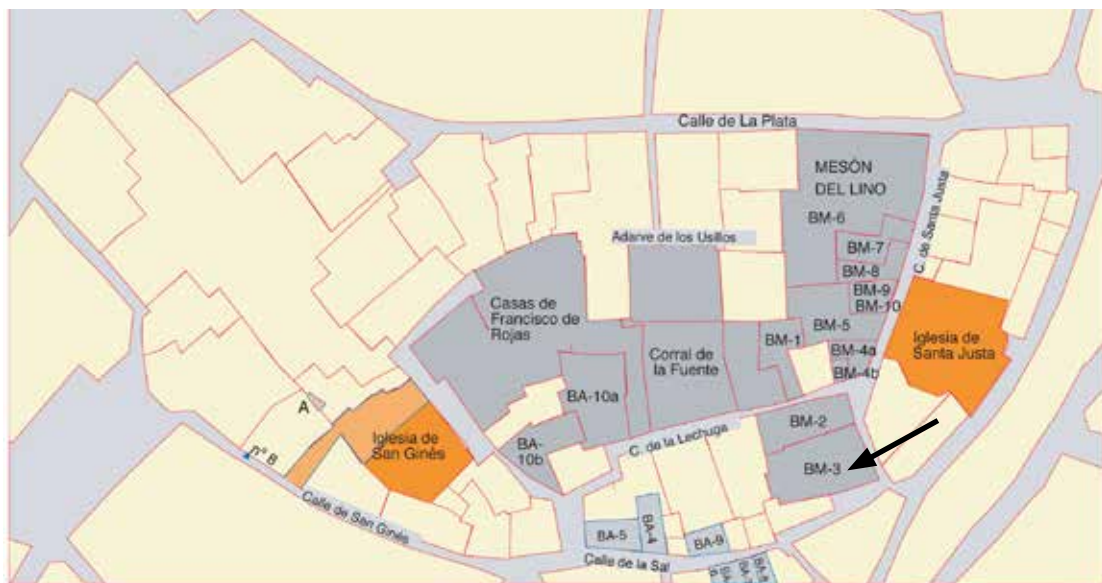 Calle de La Plata
MESÓN
DEL LINO
C. de Santa Justa
BM-6
Adarve de los Usillos
BM-7
BM-8
BM-9
BM-10
Casas de
Francisco de
Rojas
BM-5
BM-1
Iglesia de
Santa Justa
Corral de
la Fuente
BM-4a
BM-4b
BA-10a
A
BM-2
C. de la Lechuga
Iglesia de
San Ginés
BA-
10b
nº 8
BM-3
Calle de San Ginés
BA-5
BA-4
BA-9
Calle de la Sal